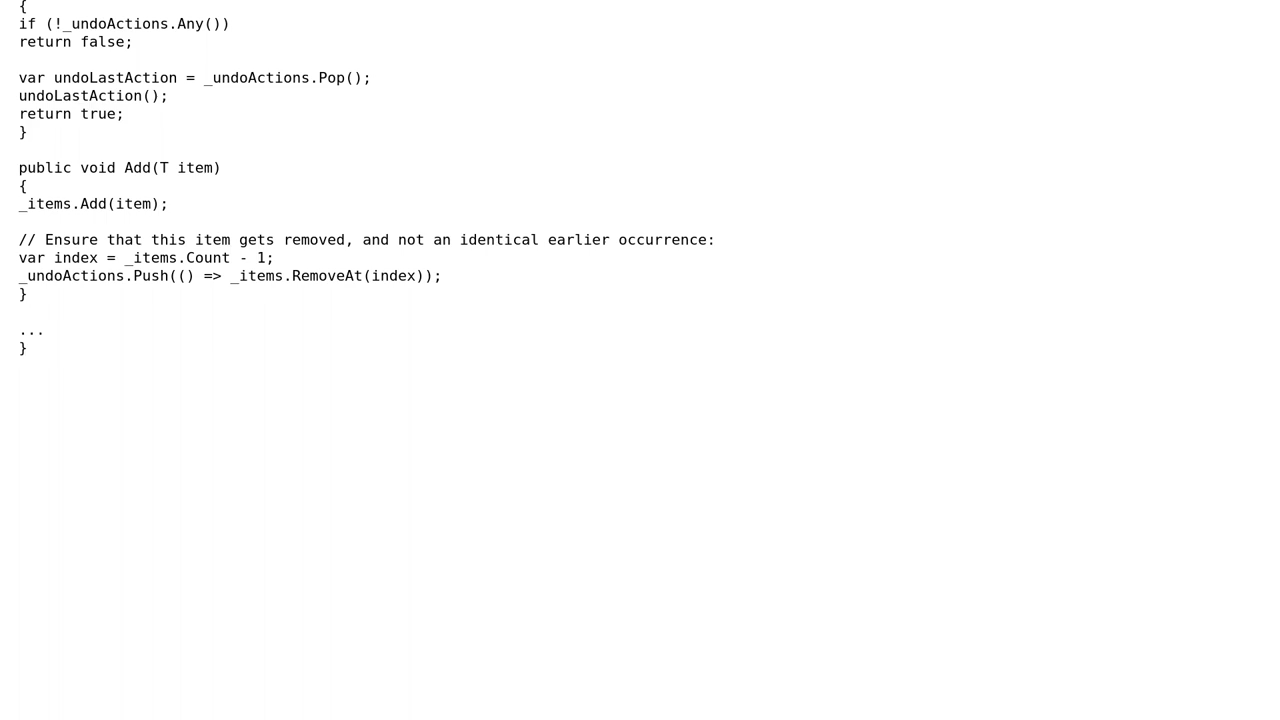 {
if (!_undoActions.Any())
return false;

var undoLastAction = _undoActions.Pop();
undoLastAction();
return true;
}

public void Add(T item)
{
_items.Add(item);

// Ensure that this item gets removed, and not an identical earlier occurrence:
var index = _items.Count - 1;
_undoActions.Push(() => _items.RemoveAt(index));
}

...
}